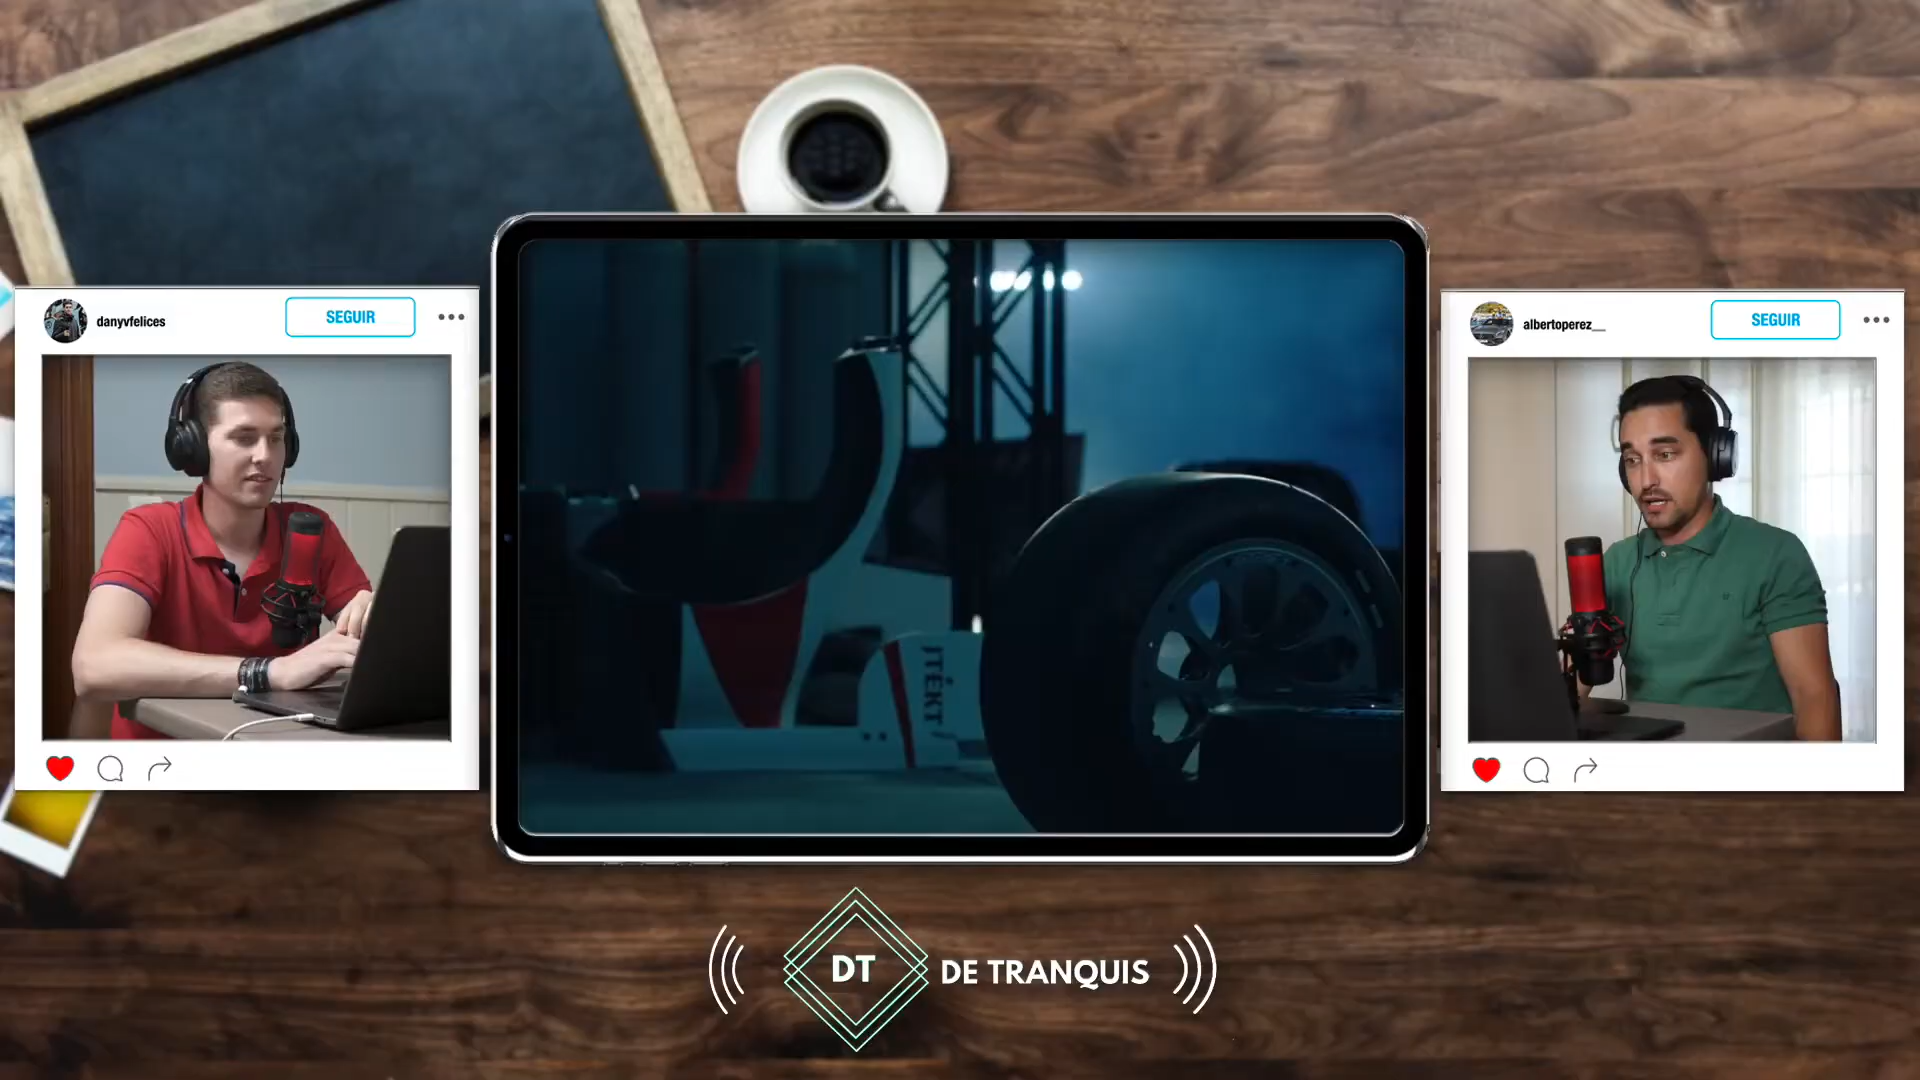 danyvfelices
SEGUIR
albertoperez__
SEGUIR
JTEKT
DT
DE TRANQUIS